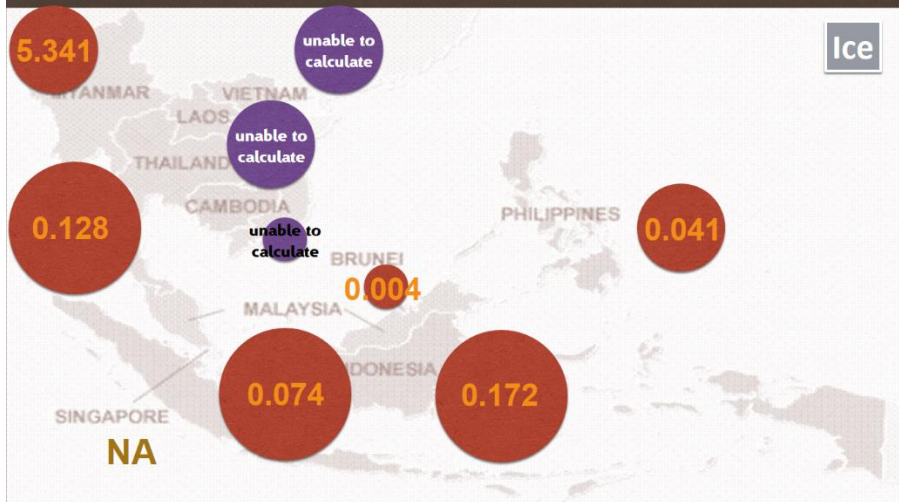 5.341
unable to
calculate
Ice
MYANMAR
VIETNAM
LAOS
unable to
calculate
THAILAND
CAMBODIA
0.128
PHILIPPINES
0.041
unable to
calculate
BRUNEI
0.004
MALAYSIA
INDONESIA
0.074
0.172
SINGAPORE
NA